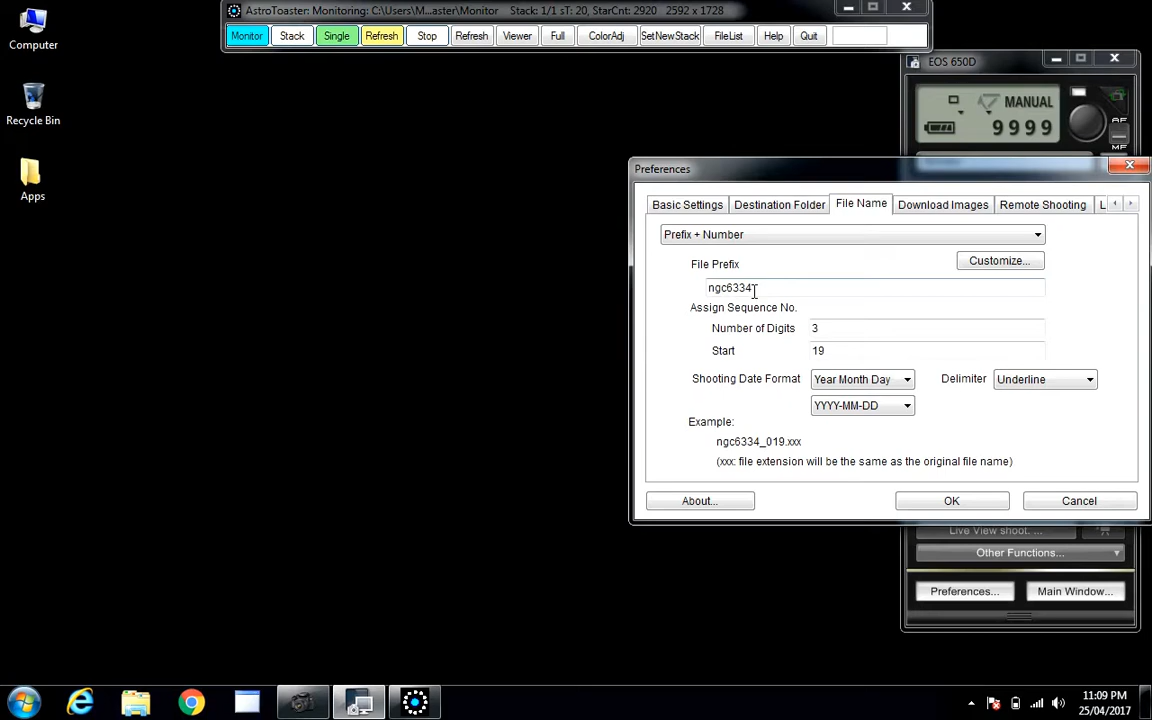 Computer
Recycle Bin
Apps
AstroToaster: Monitoring: C:\Users\M...aster\Monitor Stack: 1/1 sT: 20, StarCnt: 2920 2592 x 1728
Monitor Stack Single Refresh Stop Refresh Viewer Full ColorAdj SetNewStack FileList Help Quit
EOS 650D
MANUAL
9999
AF
MF
Preferences
Basic Settings Destination Folder File Name Download Images Remote Shooting L
Prefix + Number
File Prefix Customize...
ngc6334
Assign Sequence No.
Number of Digits 3
Start 19
Shooting Date Format Year Month Day Delimiter Underline
YYYY-MM-DD
Example:
ngc6334_019.xxx
(xxx: file extension will be the same as the original file name)
About... OK Cancel
Live View shoot. ...
Other Functions...
Preferences... Main Window...
11:09 PM
25/04/2017